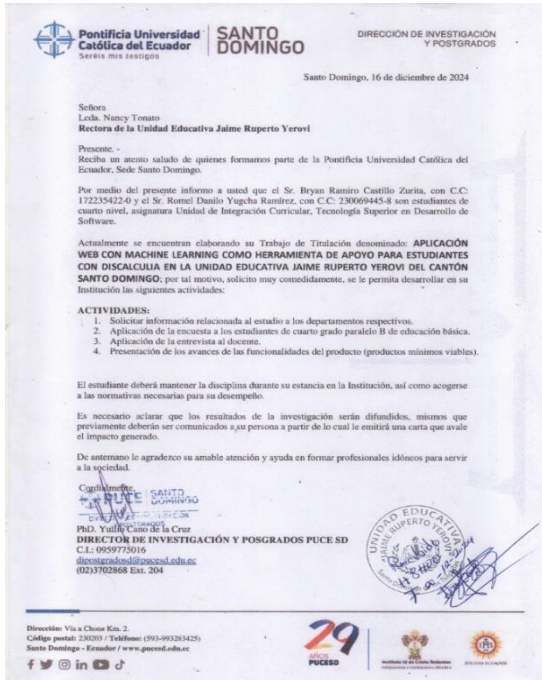 Pontificia Universidad
Católica del Ecuador
Seréis mis testigos
SANTO
DOMINGO
DIRECCIÓN DE INVESTIGACIÓN
Y POSTGRADOS
Santo Domingo, 16 de diciembre de 2024
Señora
Lcda. Nancy Tonato
Rectora de la Unidad Educativa Jaime Ruperto Yerovi
Presente. -
Reciba un atento saludo de quienes formamos parte de la Pontificia Universidad Católica del
Ecuador, Sede Santo Domingo.
Por medio del presente informo a usted que el Sr. Bryan Ramiro Castillo Zurita, con C.C:
172235422-0 y el Sr. Romel Danilo Yugcha Ramírez, con C.C: 230069445-8 son estudiantes de
cuarto nivel, asignatura Unidad de Integración Curricular, Tecnología Superior en Desarrollo de
Software.
Actualmente se encuentran elaborando su Trabajo de Titulación denominado: APLICACIÓN
WEB CON MACHINE LEARNING COMO HERRAMIENTA DE APOYO PARA ESTUDIANTES
CON DISCALCULIA EN LA UNIDAD EDUCATIVA JAIME RUPERTO YEROVI DEL CANTÓN
SANTO DOMINGO; por tal motivo, solicito muy comedidamente, se le permita desarrollar en su
Institución las siguientes actividades:
ACTIVIDADES:
1. Solicitar información relacionada al estudio a los departamentos respectivos.
2. Aplicación de la encuesta a los estudiantes de cuarto grado paralelo B de educación básica.
3. Aplicación de la entrevista al docente.
4. Presentación de los avances de las funcionalidades del producto (productos mínimos viables).
El estudiante deberá mantener la disciplina durante su estancia en la Institución, así como acogerse
a las normativas necesarias para su desempeño.
Es necesario aclarar que los resultados de la investigación serán difundidos, mismos que
previamente deberán ser comunicados a su persona a partir de lo cual le emitirá una carta que avale
el impacto generado.
De antemano le agradezco su amable atención y ayuda en formar profesionales idóneos para servir
a la sociedad.
Cordialmente,
PUCE SANTO
DOMINGO
PhD. Yullio Cano de la Cruz
DIRECTOR DE INVESTIGACIÓN Y POSGRADOS PUCE SD
C.I.: 0959775016
dipostgrados@pucesd.edu.ec
(02)3702868 Ext. 204
UNIDAD EDUCATIVA
"JAIME RUPERTO YEROVI"
Recibido
Dirección: Vía a Chone Km. 2.
Código postal: 230203 / Teléfono: (593-993283425)
Santo Domingo - Ecuador / www.pucesd.edu.ec
29
AÑOS
PUCESD